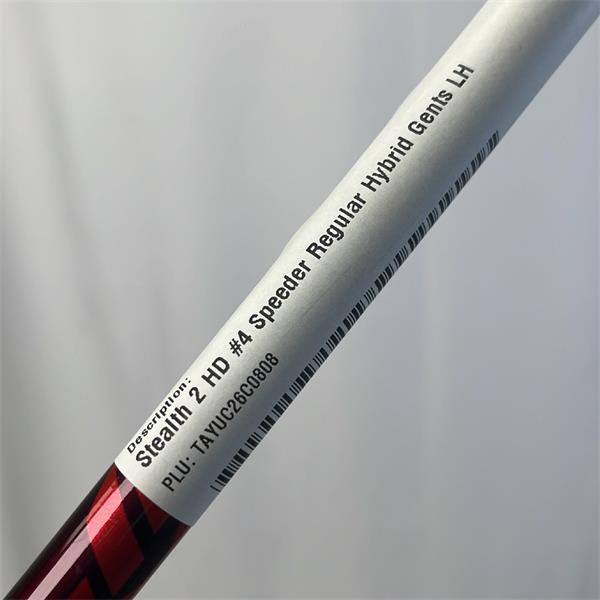 Description:
Stealth 2 HD #4 Speeder Regular Hybrid Gents LH
PLU: TAYUC26C0808